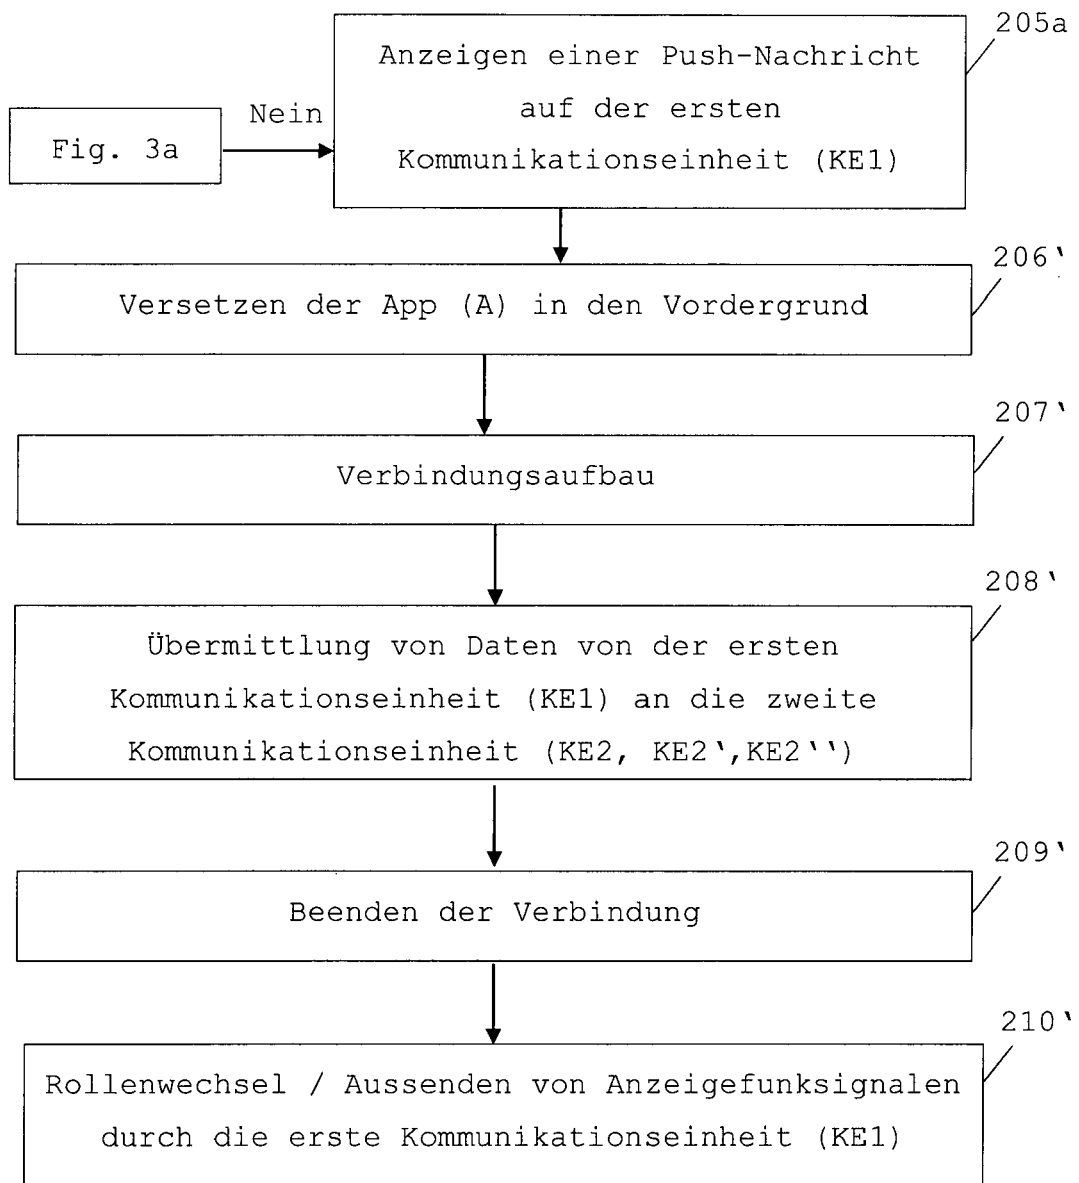 205a
Anzeigen einer Push-Nachricht
auf der ersten
Kommunikationseinheit (KE1)
Nein
Fig. 3a
206‘
Versetzen der App (A) in den Vordergrund
207‘
Verbindungsaufbau
208‘
Übermittlung von Daten von der ersten
Kommunikationseinheit (KE1) an die zweite
Kommunikationseinheit (KE2, KE2‘,KE2‘‘)
209‘
Beenden der Verbindung
210‘
Rollenwechsel / Aussenden von Anzeigefunksignalen
durch die erste Kommunikationseinheit (KE1)